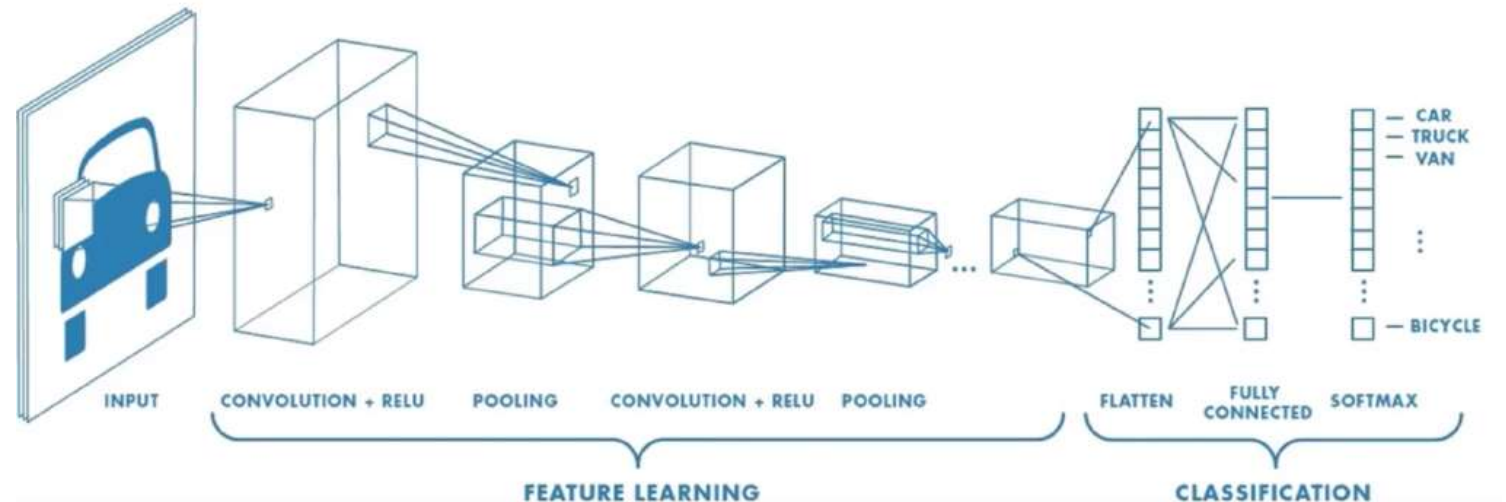 CAR
TRUCK
VAN
BICYCLE
INPUT
CONVOLUTION + RELU
POOLING
CONVOLUTION + RELU
POOLING
FLATTEN
FULLY
CONNECTED
SOFTMAX
FEATURE LEARNING
CLASSIFICATION